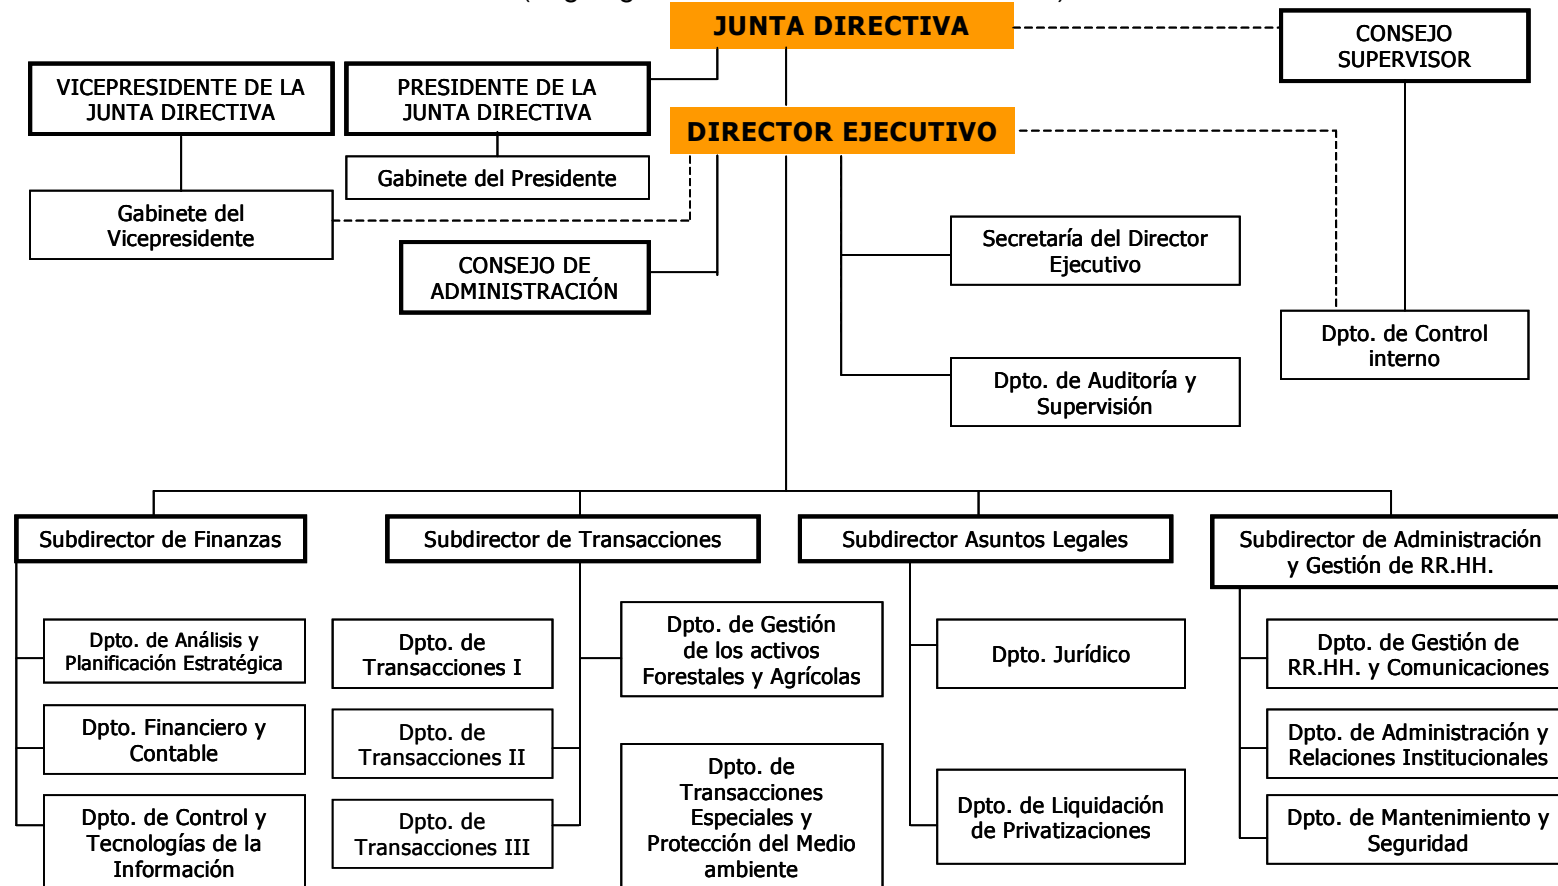 JUNTA DIRECTIVA
CONSEJO
SUPERVISOR
VICEPRESIDENTE DE LA
JUNTA DIRECTIVA
PRESIDENTE DE LA
JUNTA DIRECTIVA
DIRECTOR EJECUTIVO
Gabinete del Presidente
Gabinete del
Vicepresidente
CONSEJO DE
ADMINISTRACIÓN
Secretaría del Director
Ejecutivo
Dpto. de Control
interno
Dpto. de Auditoría y
Supervisión
Subdirector de Finanzas
Subdirector de Transacciones
Subdirector Asuntos Legales
Subdirector de Administración
y Gestión de RR.HH.
Dpto. de Análisis y
Planificación Estratégica
Dpto. Financiero y
Contable
Dpto. de Control y
Tecnologías de la
Información
Dpto. de
Transacciones I
Dpto. de
Transacciones II
Dpto. de
Transacciones III
Dpto. de Gestión
de los activos
Forestales y Agrícolas
Dpto. de
Transacciones
Especiales y
Protección del Medio
ambiente
Dpto. Jurídico
Dpto. de Liquidación
de Privatizaciones
Dpto. de Gestión de
RR.HH. y Comunicaciones
Dpto. de Administración y
Relaciones Institucionales
Dpto. de Mantenimiento y
Seguridad